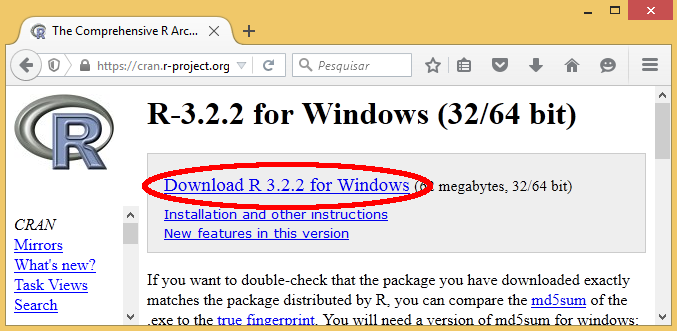 The Comprehensive R Arc...
https://cran.r-project.org
Pesquisar
R
CRAN
Mirrors
What's new?
Task Views
Search
R-3.2.2 for Windows (32/64 bit)
Download R 3.2.2 for Windows megabytes, 32/64 bit)
Installation and other instructions
New features in this version
If you want to double-check that the package you have downloaded exactly
matches the package distributed by R, you can compare the md5sum of
the .exe to the true fingerprint. You will need a version of md5sum for windows: